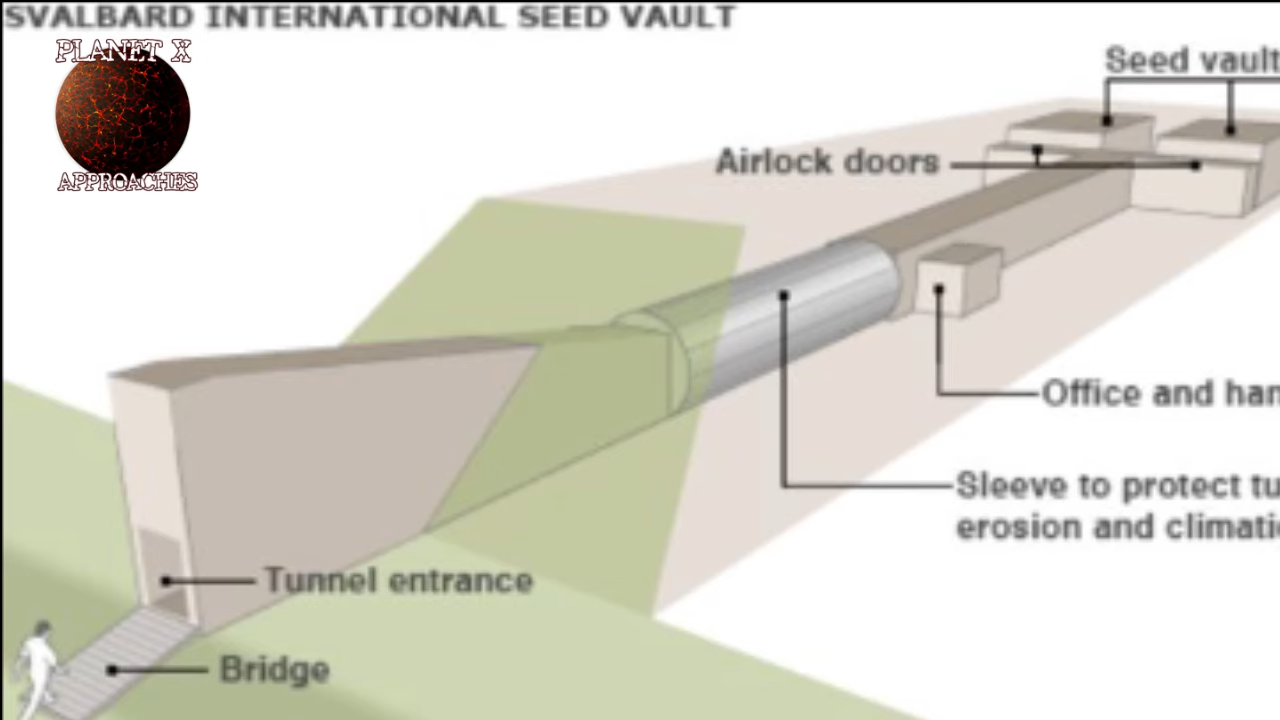 SVALBARD INTERNATIONAL SEED VAULT
PLANET X
APPROACHES
Seed vault
Airlock doors
Office and han
Sleeve to protect tu
erosion and climati
Tunnel entrance
Bridge